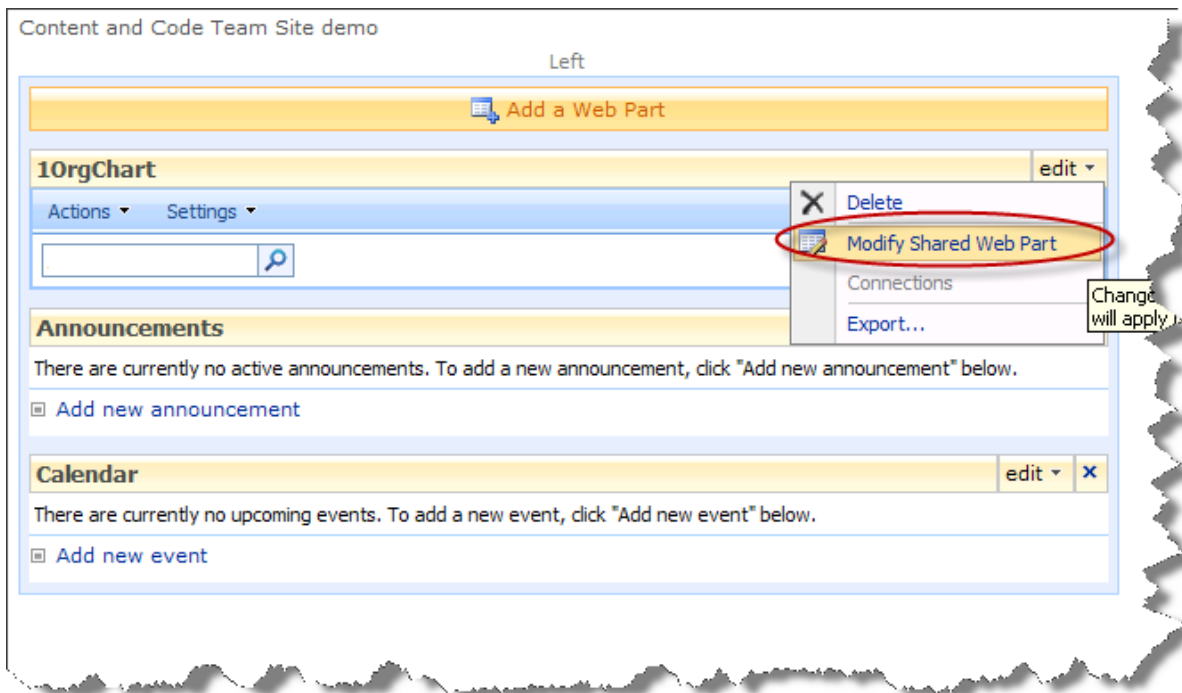 Content and Code Team Site demo
Left
Add a Web Part
1OrgChart
edit
Actions
Settings
Delete
Modify Shared Web Part
Connections
Export...
Change
will apply
Announcements
There are currently no active announcements. To add a new announcement, click "Add new announcement" below.
Add new announcement
Calendar
edit
There are currently no upcoming events. To add a new event, click "Add new event" below.
Add new event